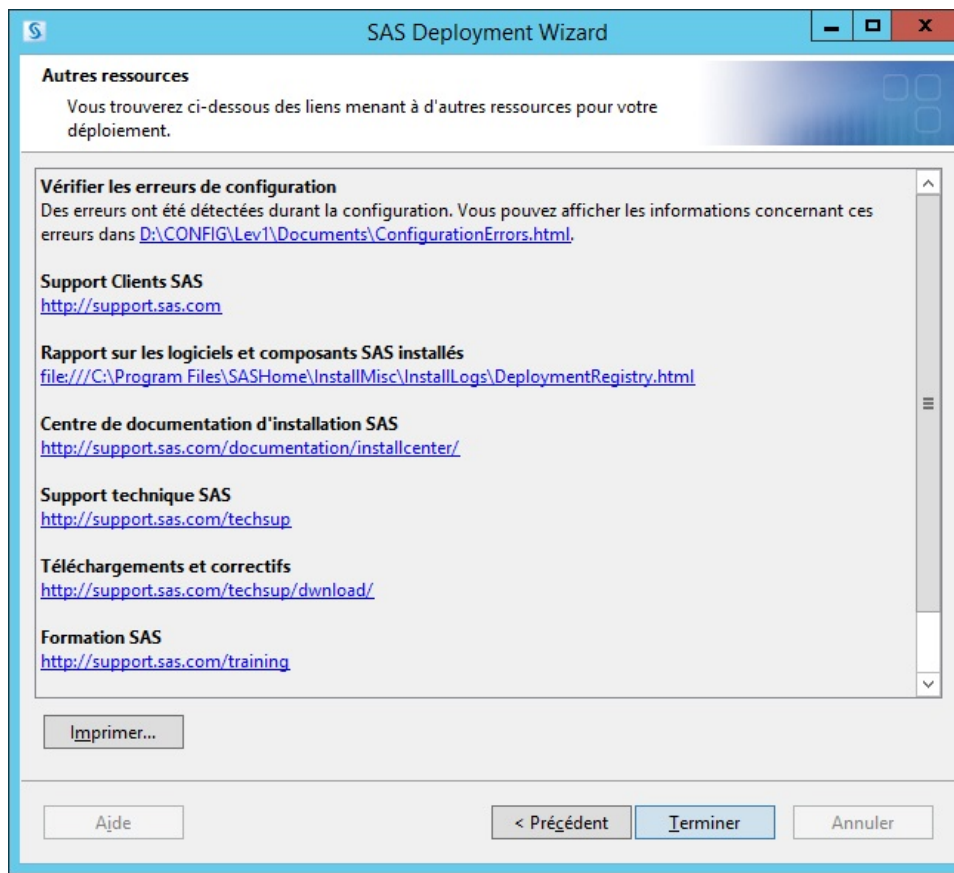 SAS Deployment Wizard
Autres ressources
Vous trouverez ci-dessous des liens menant à d'autres ressources pour votre
déploiement.
Vérifier les erreurs de configuration
Des erreurs ont été détectées durant la configuration. Vous pouvez afficher les informations concernant ces
erreurs dans D:\CONFIG\Lev1\Documents\ConfigurationErrors.html.
Support Clients SAS
http://support.sas.com
Rapport sur les logiciels et composants SAS installés
file:///C:\Program Files\SASHome\InstallMisc\InstallLogs\DeploymentRegistry.html
Centre de documentation d'installation SAS
http://support.sas.com/documentation/installcenter/
Support technique SAS
http://support.sas.com/techsup
Téléchargements et correctifs
http://support.sas.com/techsup/dwnload/
Formation SAS
http://support.sas.com/training
Imprimer...
Aide
< Précédent
Terminer
Annuler